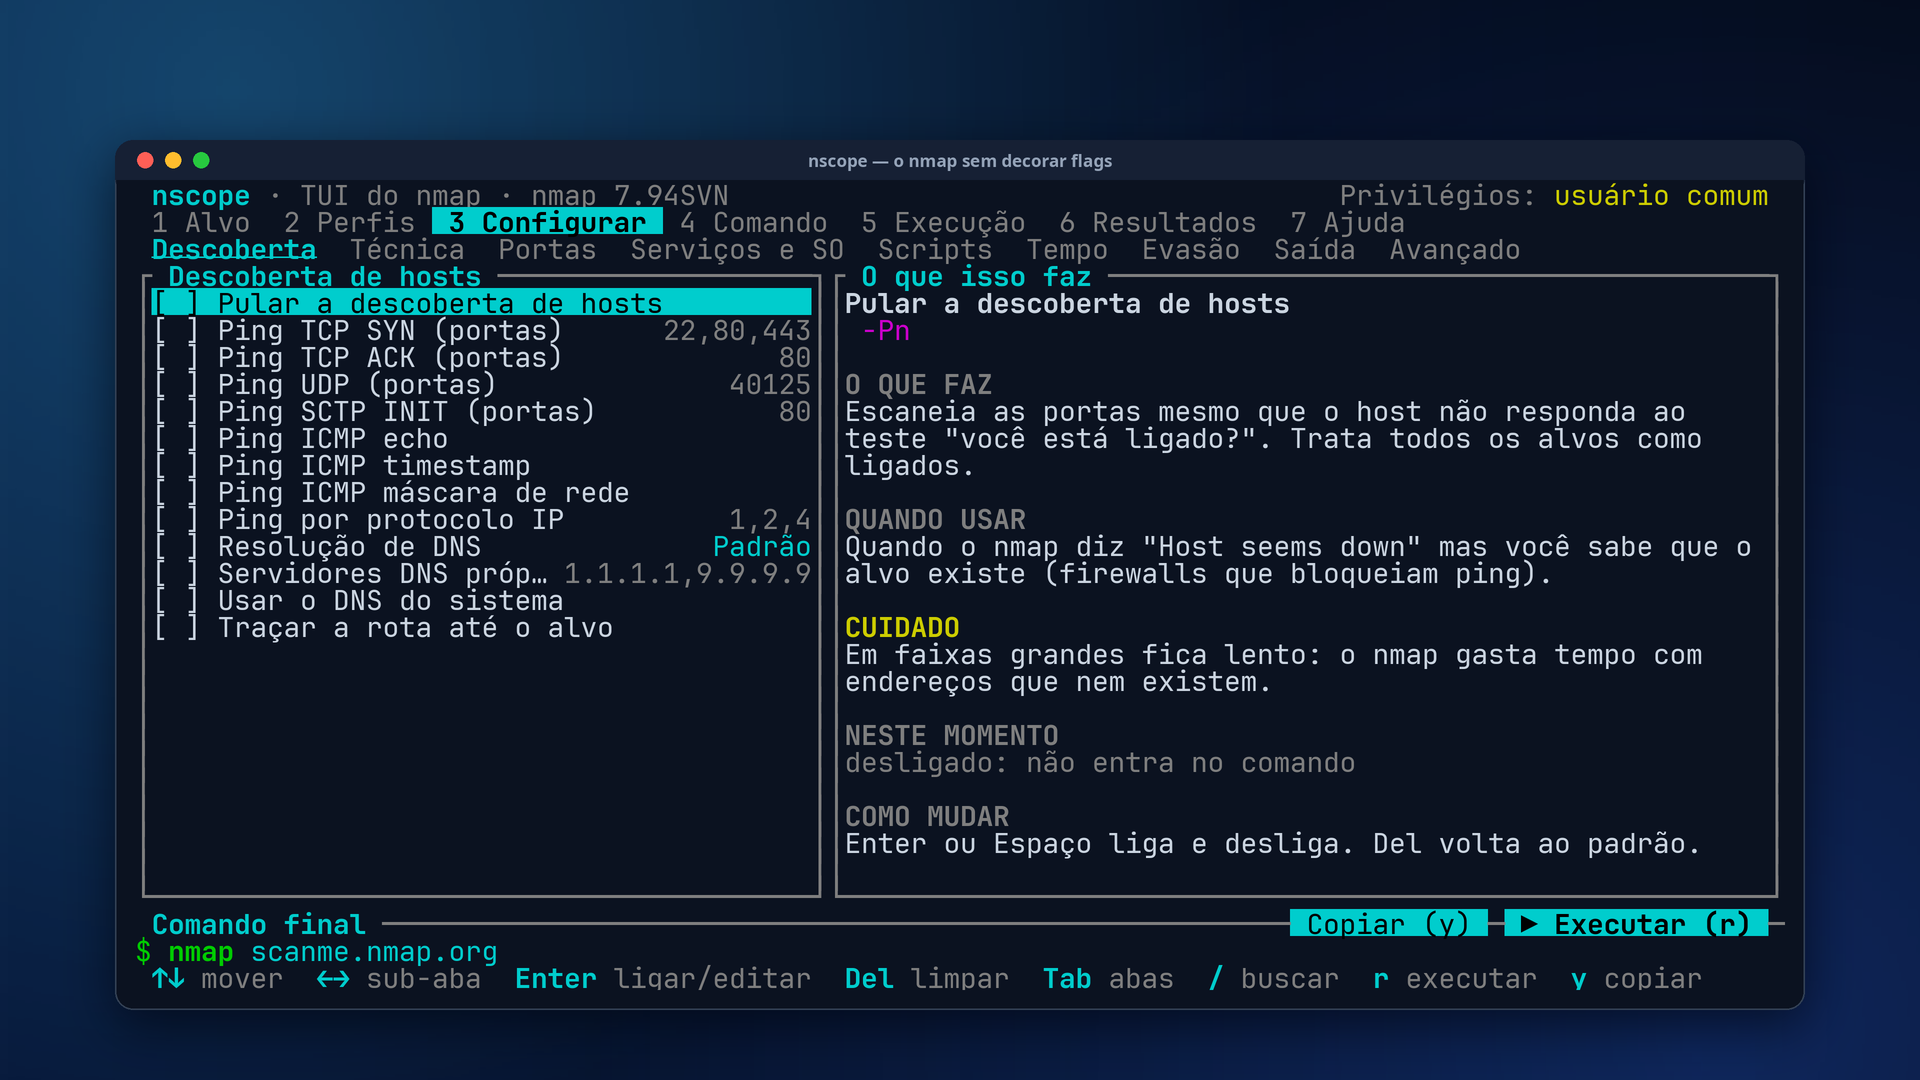 nscope — o nmap sem decorar flags
nscope · TUI do nmap · nmap 7.94SVN Privilégios: usuário comum
1 Alvo 2 Perfis 3 Configurar 4 Comando 5 Execução 6 Resultados 7 Ajuda
Descoberta Técnica Portas Serviços e SO Scripts Tempo Evasão Saída Avançado
Descoberta de hosts
[ ] Pular a descoberta de hosts
[ ] Ping TCP SYN (portas) 22,80,443
[ ] Ping TCP ACK (portas) 80
[ ] Ping UDP (portas) 40125
[ ] Ping SCTP INIT (portas) 80
[ ] Ping ICMP echo
[ ] Ping ICMP timestamp
[ ] Ping ICMP máscara de rede
[ ] Ping por protocolo IP 1,2,4
[ ] Resolução de DNS Padrão
[ ] Servidores DNS próp… 1.1.1.1,9.9.9.9
[ ] Usar o DNS do sistema
[ ] Traçar a rota até o alvo
O que isso faz
Pular a descoberta de hosts
-Pn
O QUE FAZ
Escaneia as portas mesmo que o host não responda ao
teste "você está ligado?". Trata todos os alvos como
ligados.
QUANDO USAR
Quando o nmap diz "Host seems down" mas você sabe que o
alvo existe (firewalls que bloqueiam ping).
CUIDADO
Em faixas grandes fica lento: o nmap gasta tempo com
endereços que nem existem.
NESTE MOMENTO
desligado: não entra no comando
COMO MUDAR
Enter ou Espaço liga e desliga. Del volta ao padrão.
Comando final Copiar (y) ► Executar (r)
$ nmap scanme.nmap.org
↑↓ mover ←→ sub-aba Enter ligar/editar Del limpar Tab abas / buscar r executar y copiar